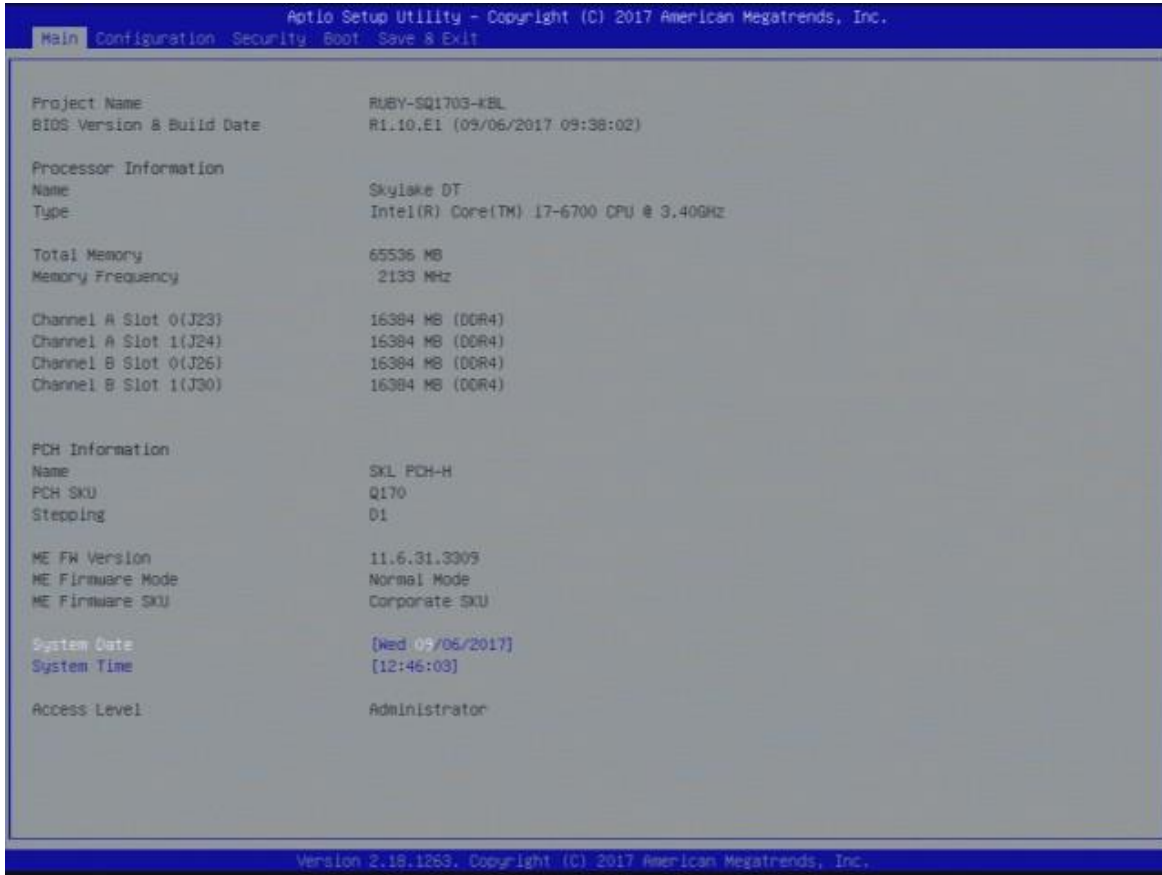 Aptio Setup Utility - Copyright (C) 2017 American Megatrends, Inc.
Main Configuration Security Boot Save & Exit
Project Name RUBY-SQ1703-KBL
BIOS Version & Build Date R1.10.E1 (09/06/2017 09:38:02)
Processor Information
Name Skylake DT
Type Intel(R) Core(TM) i7-6700 CPU @ 3.40GHz
Total Memory 65536 MB
Memory Frequency 2133 MHz
Channel A Slot 0(J23) 16384 MB (DDR4)
Channel A Slot 1(J24) 16384 MB (DDR4)
Channel B Slot 0(J26) 16384 MB (DDR4)
Channel B Slot 1(J30) 16384 MB (DDR4)
PCH Information
Name SKL PCH-H
PCH SKU Q170
Stepping D1
ME FW Version 11.6.31.3309
ME Firmware Mode Normal Mode
ME Firmware SKU Corporate SKU
System Date [Wed 09/06/2017]
System Time [12:46:03]
Access Level Administrator
Version 2.18.1263. Copyright (C) 2017 American Megatrends, Inc.